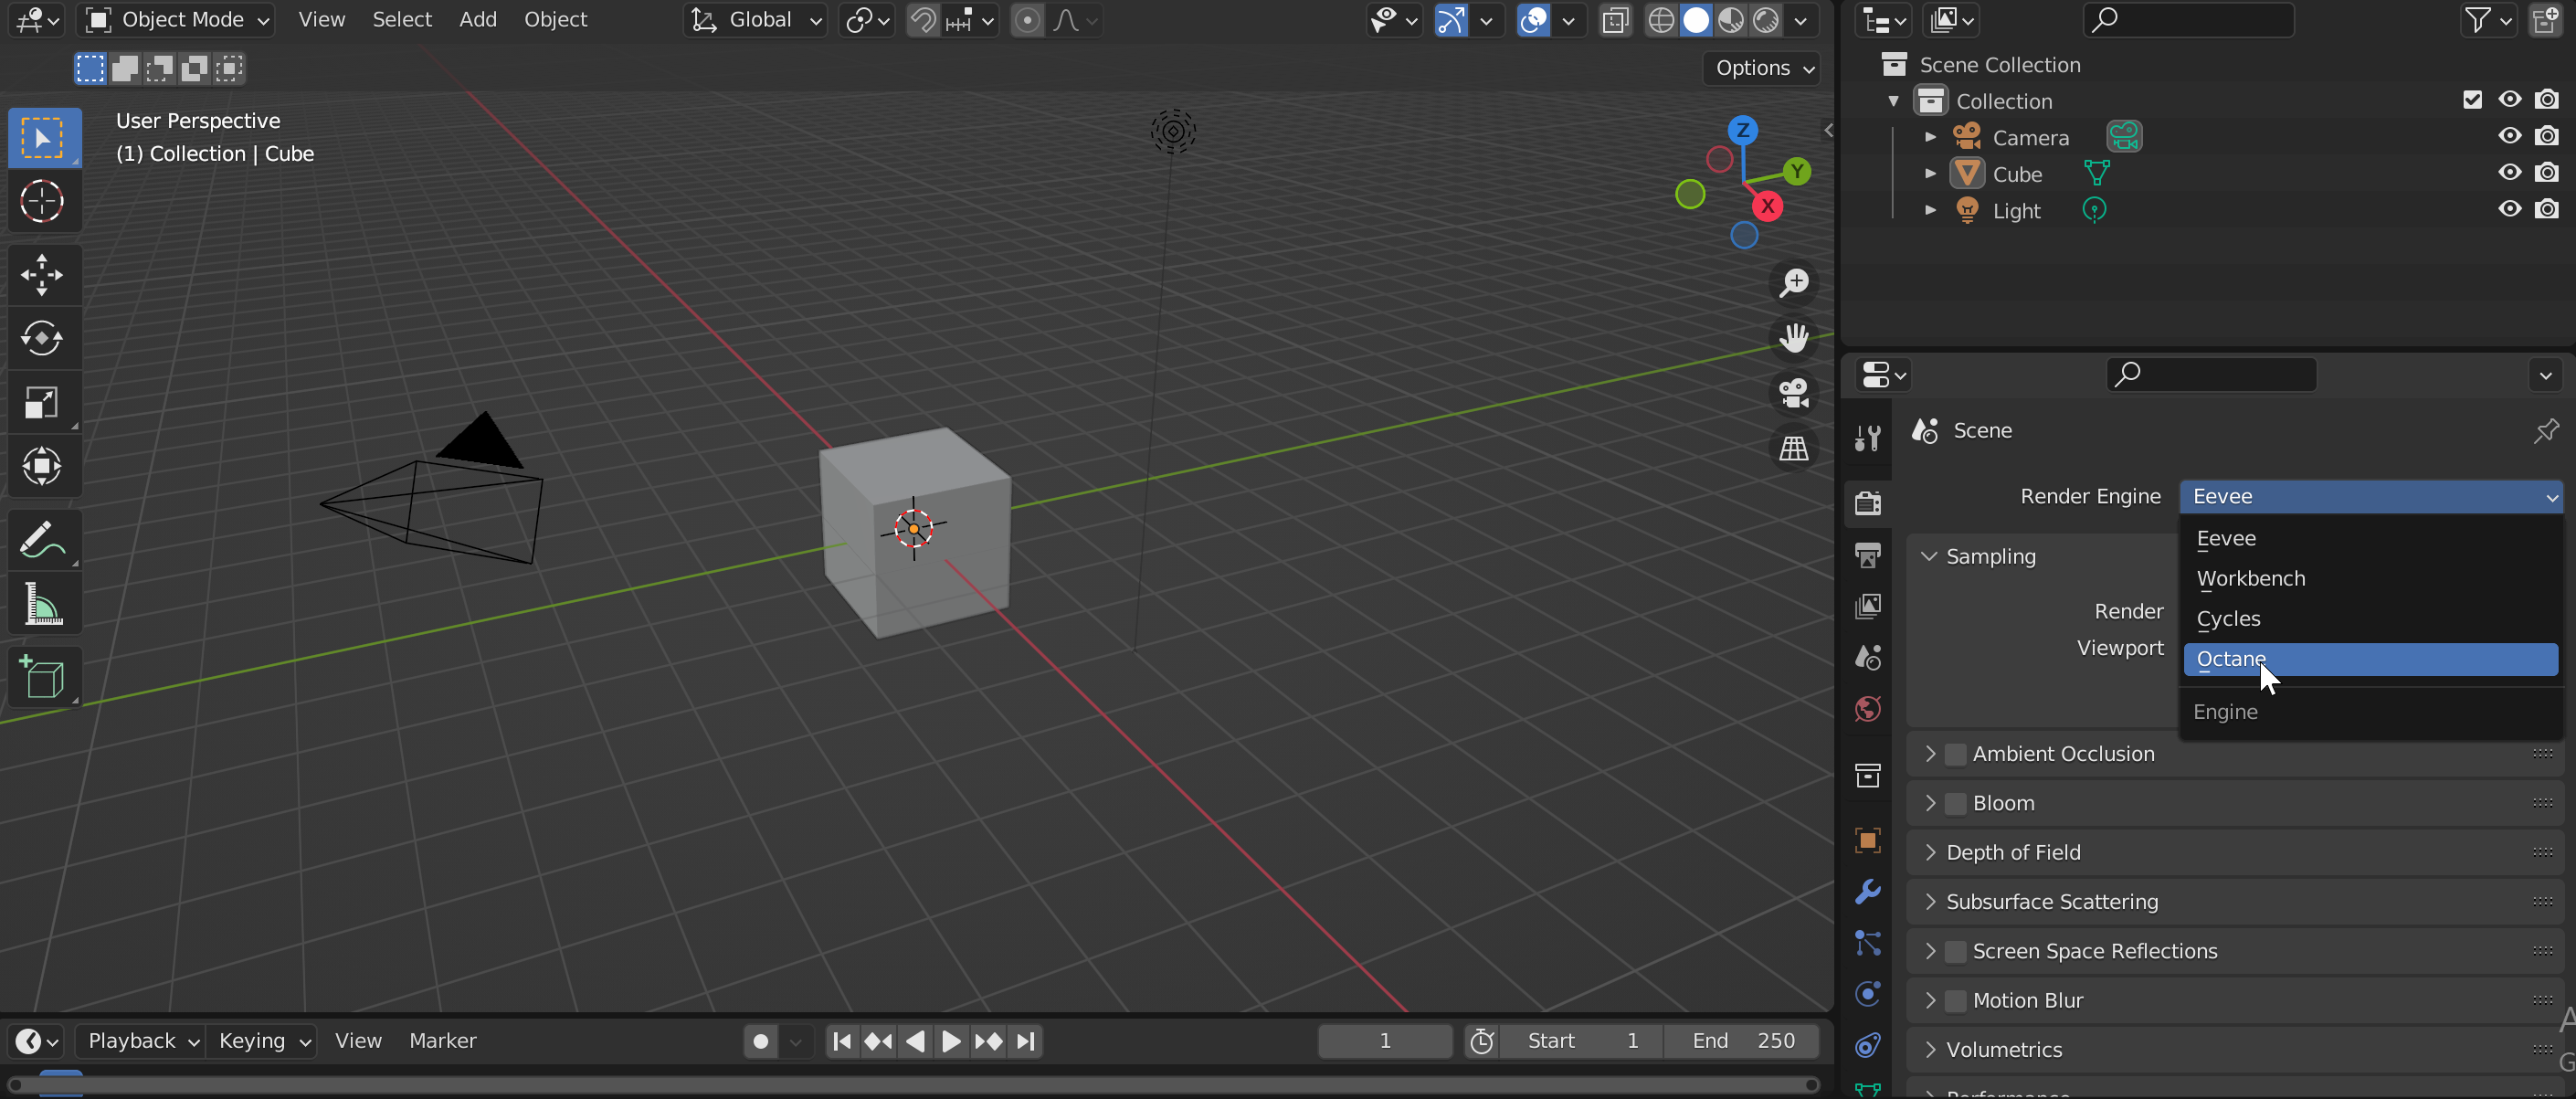 Object Mode View Select Add Object Global
Options
User Perspective
(1) Collection | Cube
Z
Y
X
Scene Collection
Collection
Camera
Cube
Light
Scene
Render Engine Eevee
Eevee
Workbench
Cycles
Octane
Engine
Sampling
Render
Viewport
Ambient Occlusion
Bloom
Depth of Field
Subsurface Scattering
Screen Space Reflections
Motion Blur
Volumetrics
Performance
Playback Keying View Marker 1 Start 1 End 250